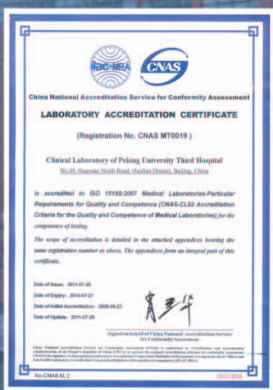 ilac-MRA
CNAS
China National Accreditation Service for Conformity Assessment
LABORATORY ACCREDITATION CERTIFICATE
(Registration No. CNAS MT0019 )
Clinical Laboratory of Peking University Third Hospital
No.49, Huayuan North Road, Haidian District, Beijing, China
is accredited to ISO 15189:2007 Medical Laboratories-Particular
Requirements for Quality and Competence (CNAS-CL02 Accreditation
Criteria for the Quality and Competence of Medical Laboratories) for the
competence of testing.
The scope of accreditation is detailed in the attached appendices bearing the
same registration number as above. The appendices form an integral part of this
certificate.
Date of Issue: 2011-07-28
Date of Expiry: 2014-07-27
Date of Initial Accreditation: 2008-06-23
Date of Update: 2011-07-28
Signed on behalf of China National Accreditation Service
for Conformity Assessment
No.CNAS AL 2